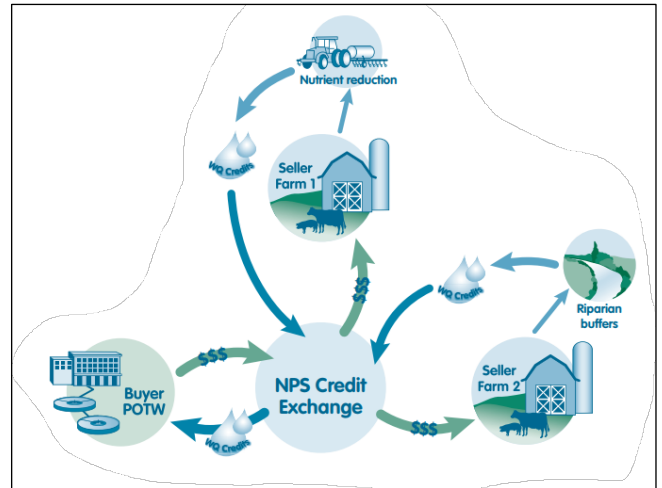 Nutrient reduction
WQ Credits
Seller
Farm 1
$$$
WQ Credits
Riparian
buffers
$$$
Buyer
POTW
NPS Credit
Exchange
Seller
Farm 2
$$$
WQ Credits